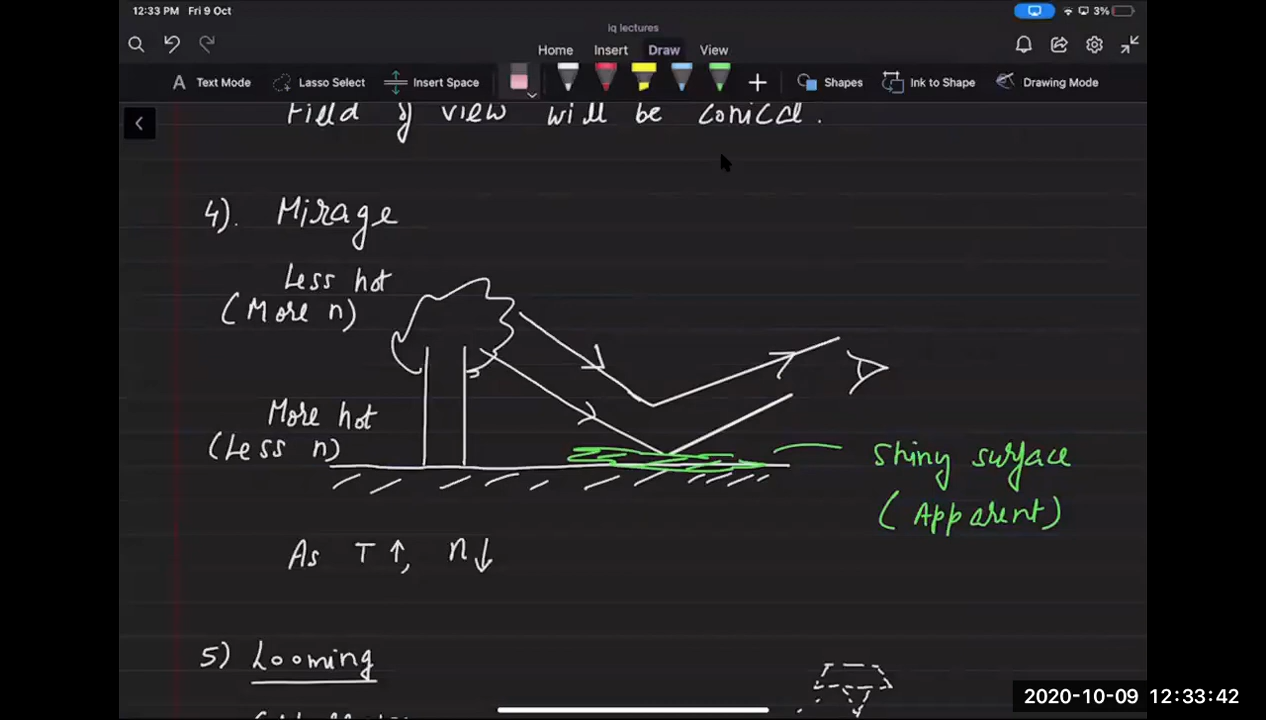 12:33 PM Fri 9 Oct
3%
iq lectures
Home Insert Draw View
Text Mode Lasso Select Insert Space Shapes Ink to Shape Drawing Mode
Field of view will be conical.
4). Mirage
Less hot
(More n)
More hot
(Less n)
Shiny surface
(Apparent)
As T↑, n↓
5) Looming
2020-10-09 12:33:42